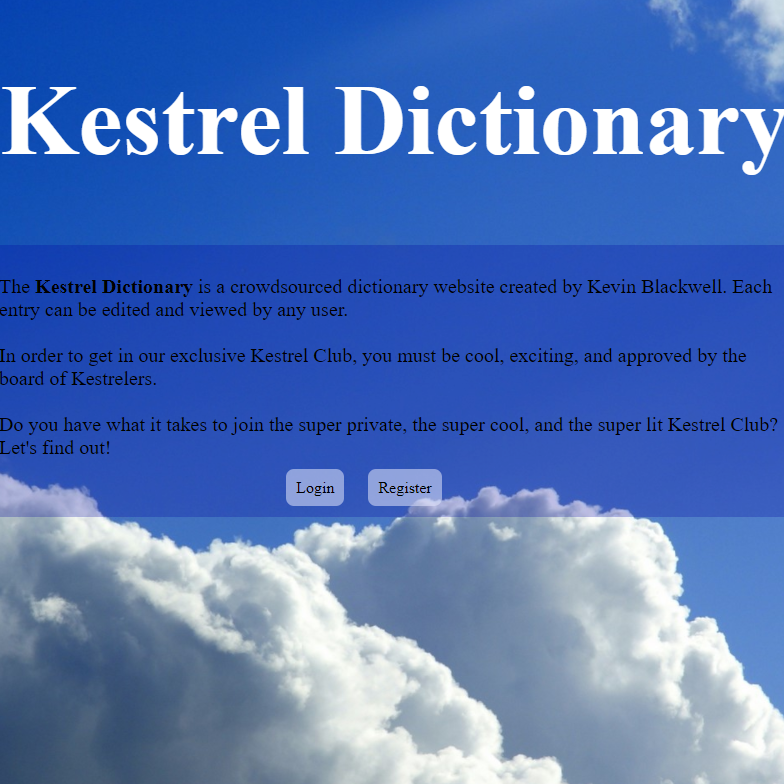 Kestrel Dictionary
The Kestrel Dictionary is a crowdsourced dictionary website created by Kevin Blackwell. Each
entry can be edited and viewed by any user.
In order to get in our exclusive Kestrel Club, you must be cool, exciting, and approved by the
board of Kestrelers.
Do you have what it takes to join the super private, the super cool, and the super lit Kestrel Club?
Let's find out!
Login Register